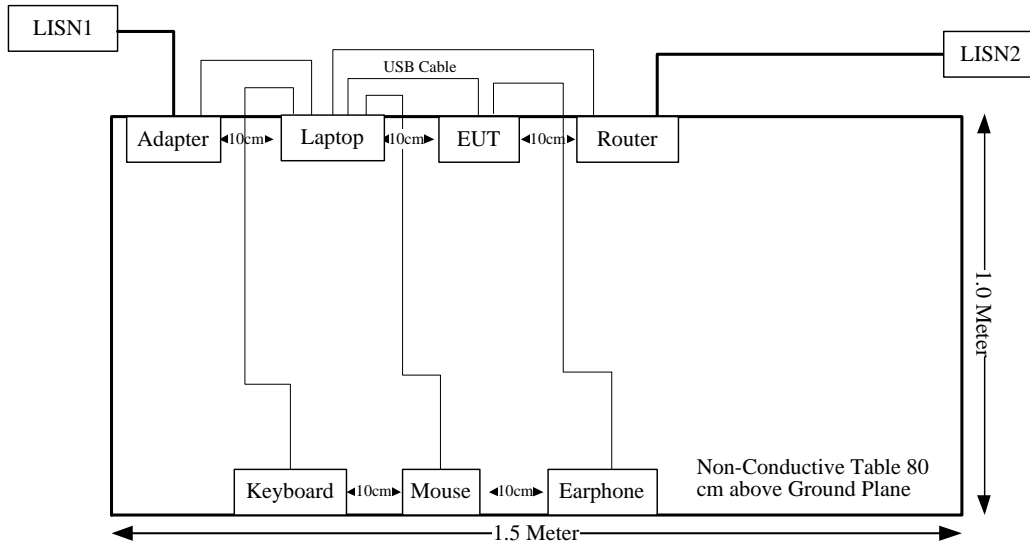 LISN1
LISN2
USB Cable
Adapter
10cm
Laptop
10cm
EUT
10cm
Router
1.0 Meter
Keyboard
10cm
Mouse
10cm
Earphone
Non-Conductive Table 80
cm above Ground Plane
1.5 Meter